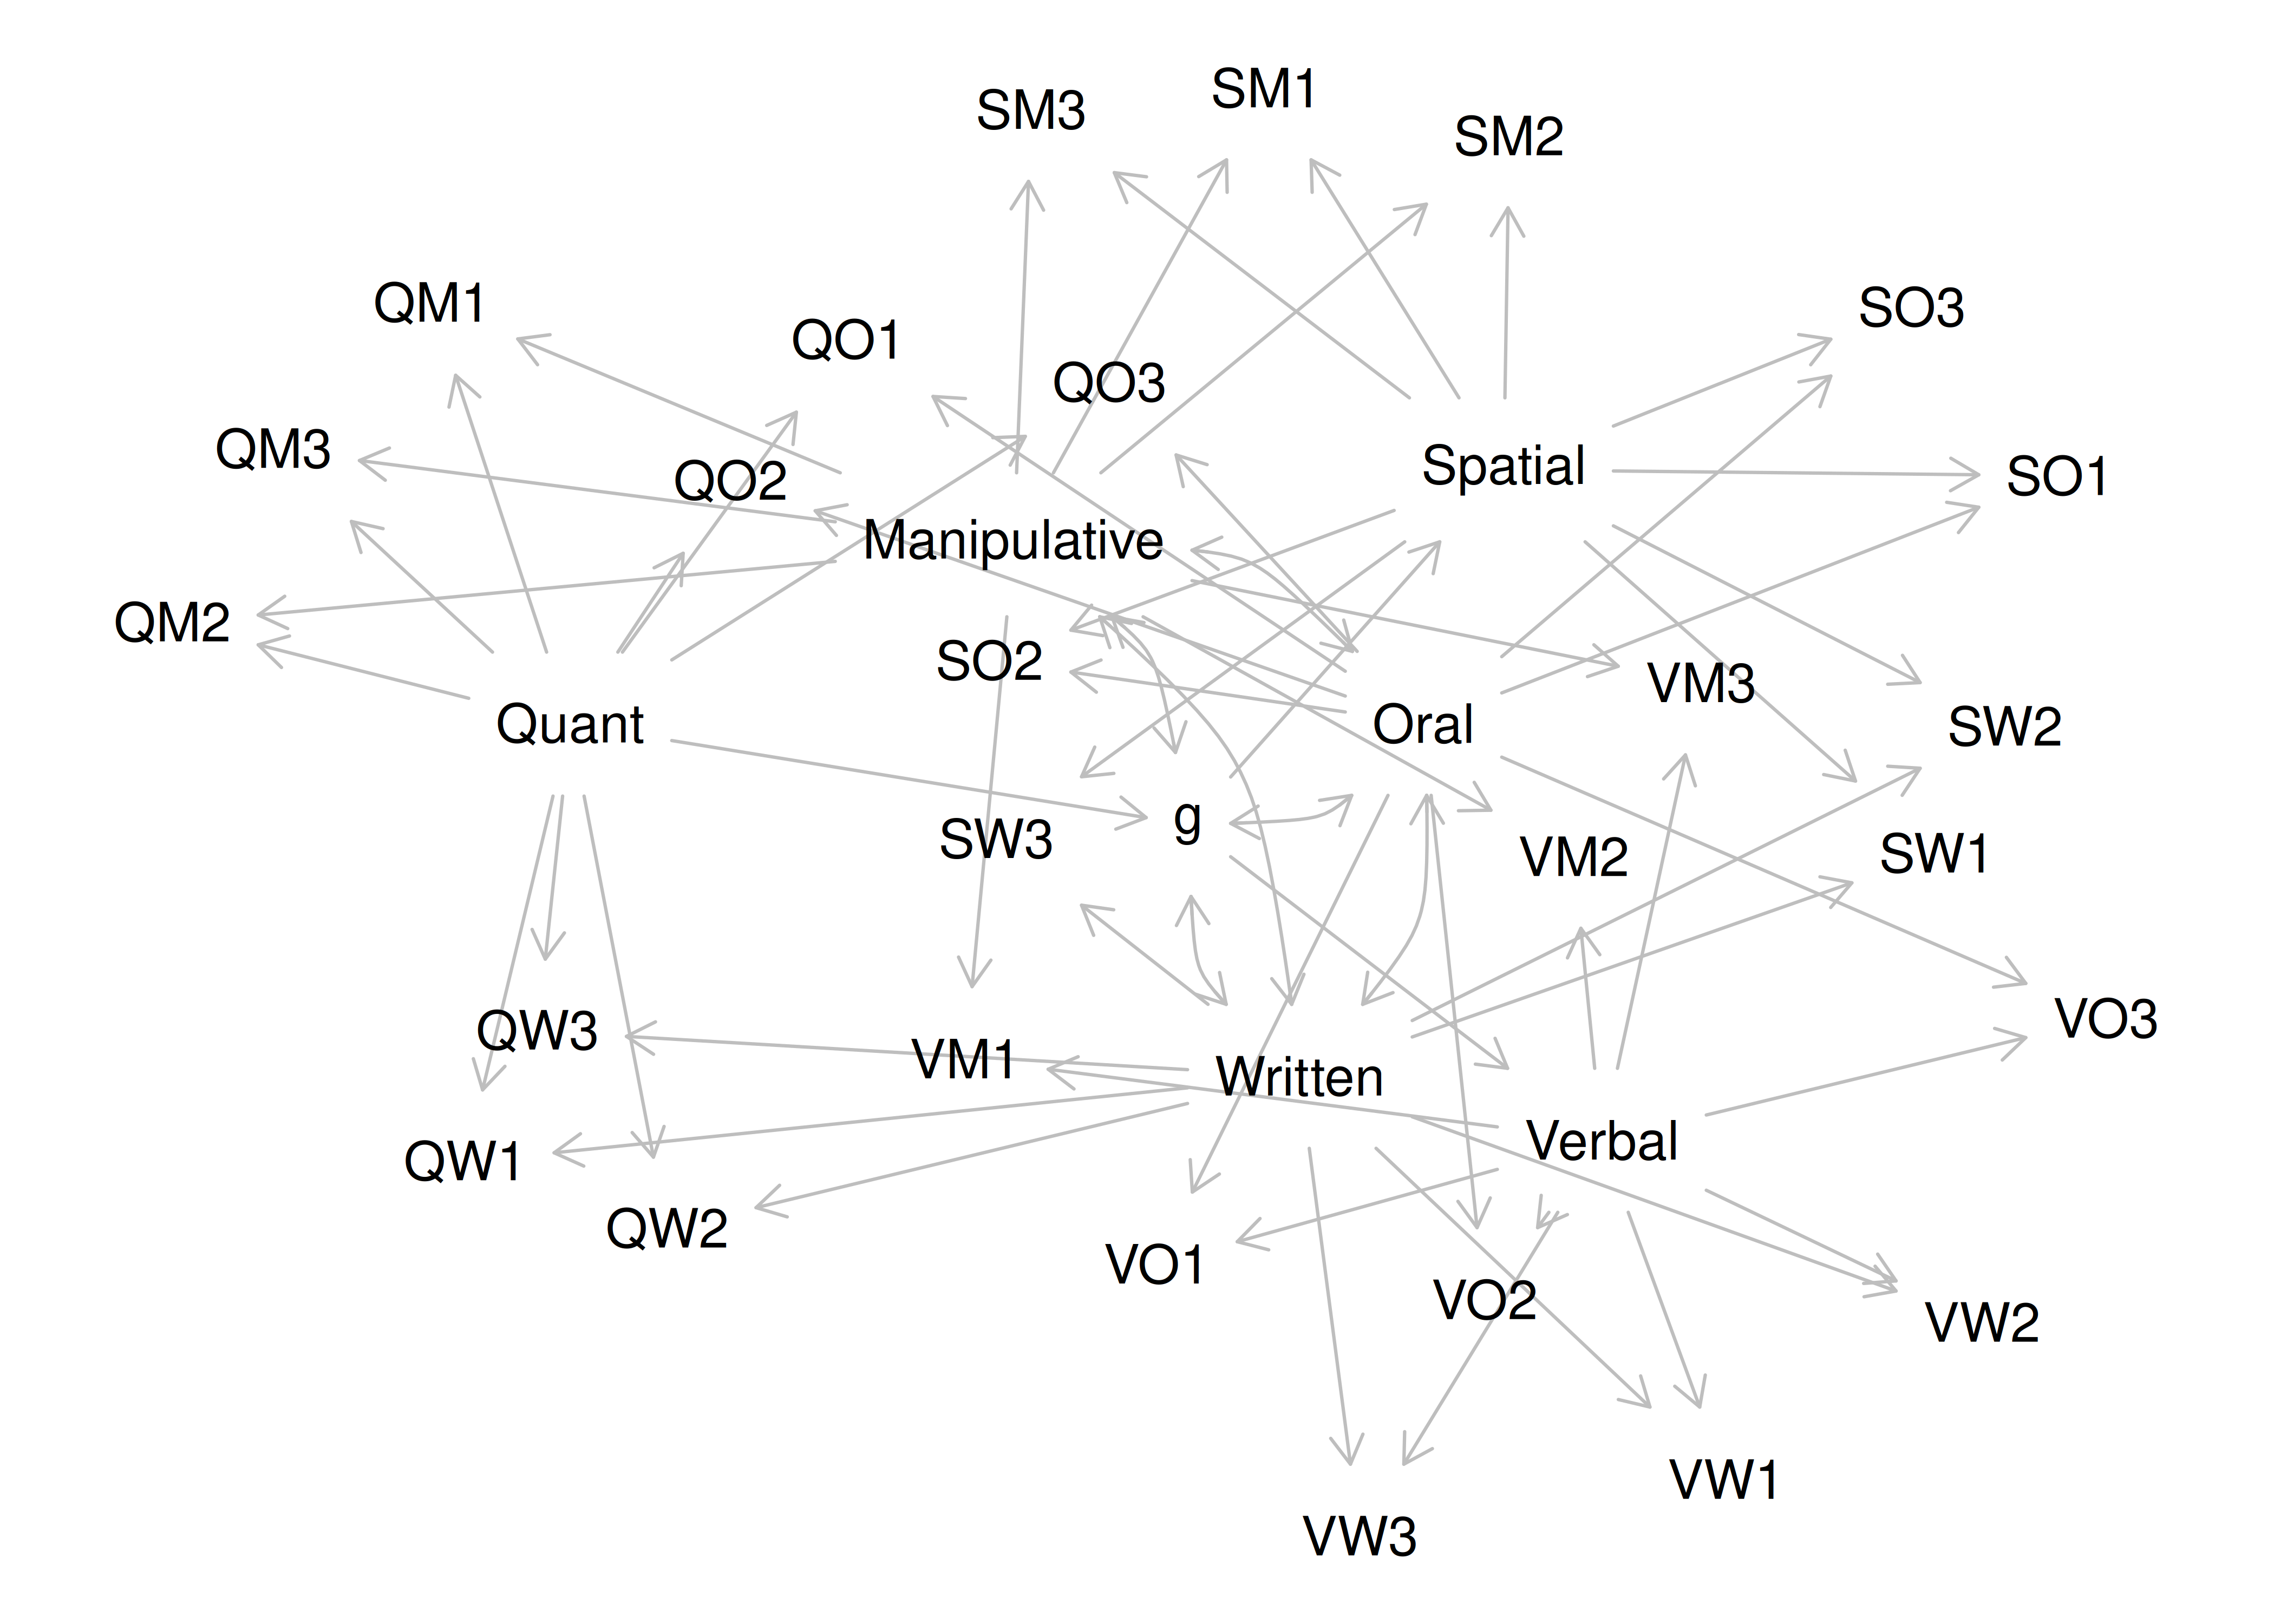 SM1
SM3
SM2
QM1
SO3
QO1
QO3
QM3
Spatial
SO1
QO2
Manipulative
QM2
SO2
VM3
Quant
Oral
SW2
g
SW3
SW1
VM2
VO3
QW3
VM1
Written
Verbal
QW1
QW2
VO1
VO2
VW2
VW1
VW3